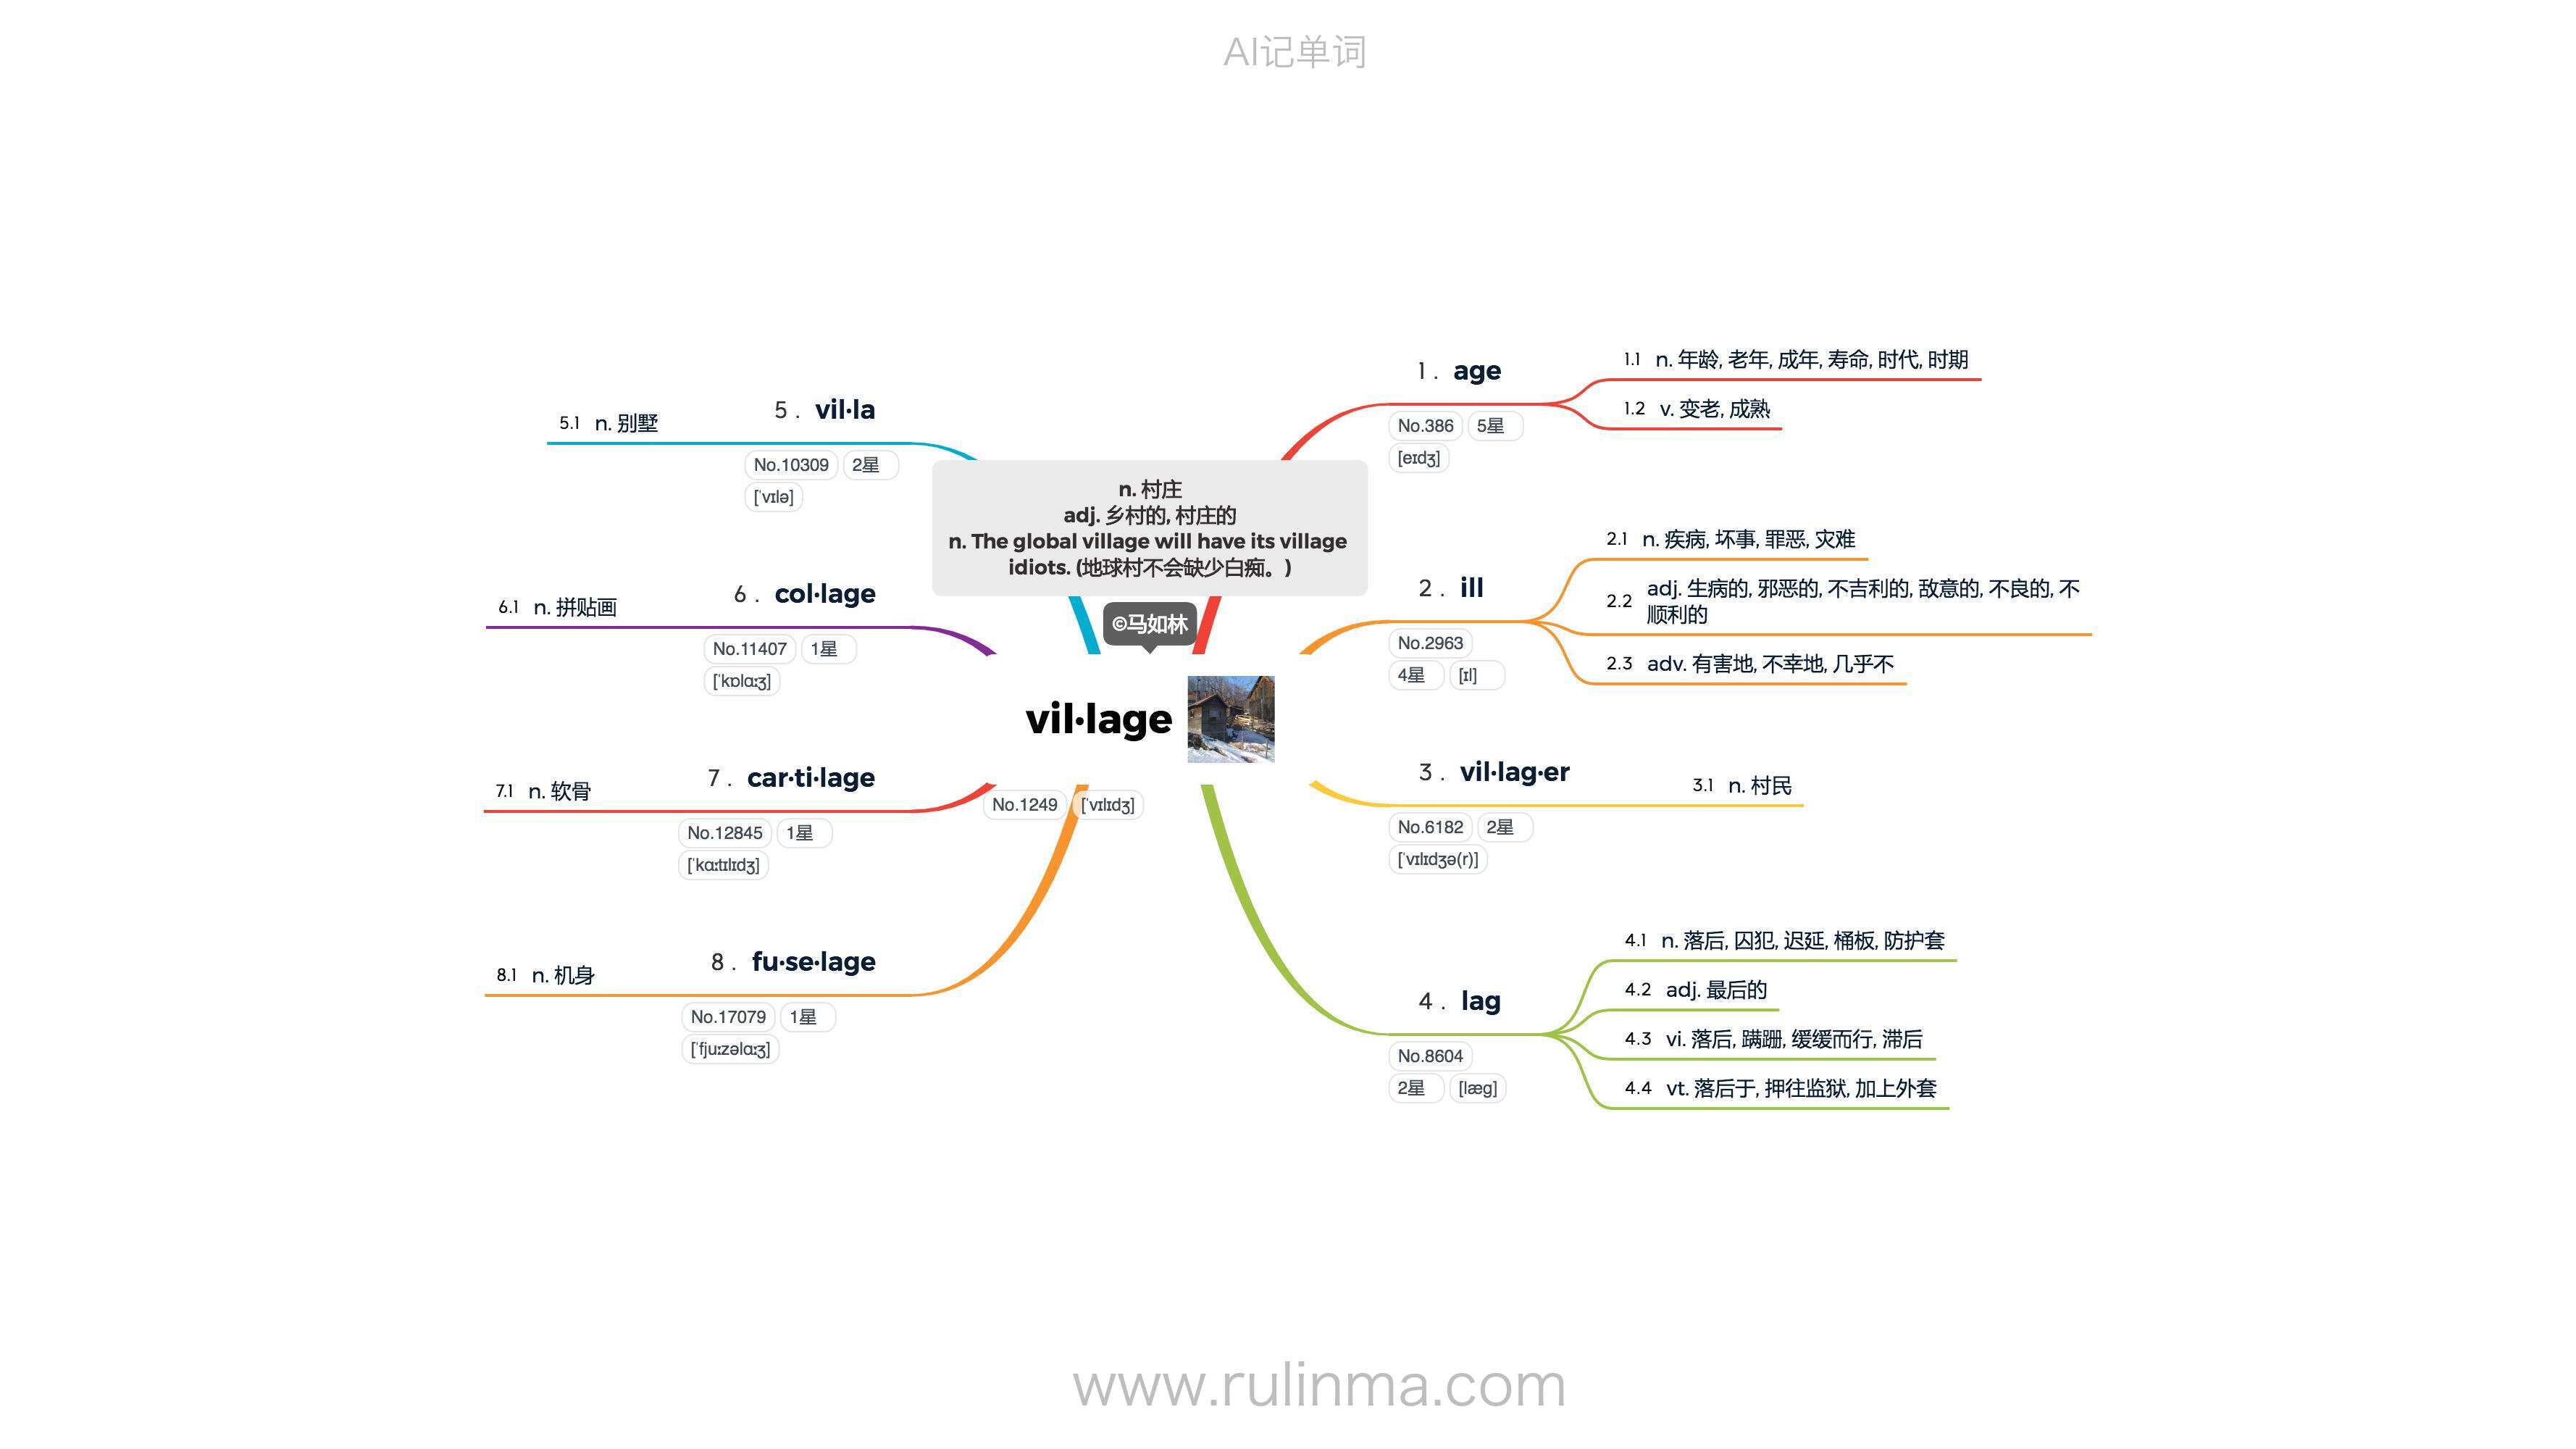 AI记单词
n. 村庄
adj. 乡村的, 村庄的
n. The global village will have its village
idiots. (地球村不会缺少白痴。)
©马如林
vil·lage
No.1249 [ˈvɪlɪdʒ]
1. age
No.386 5星
[eɪdʒ]
1.1 n. 年龄, 老年, 成年, 寿命, 时代, 时期
1.2 v. 变老, 成熟
2. ill
No.2963
4星 [ɪl]
2.1 n. 疾病, 坏事, 罪恶, 灾难
2.2 adj. 生病的, 邪恶的, 不吉利的, 敌意的, 不良的, 不
顺利的
2.3 adv. 有害地, 不幸地, 几乎不
3. vil·lag·er
No.6182 2星
[ˈvɪlɪdʒə(r)]
3.1 n. 村民
4. lag
No.8604
2星 [læg]
4.1 n. 落后, 囚犯, 迟延, 桶板, 防护套
4.2 adj. 最后的
4.3 vi. 落后, 蹒跚, 缓缓而行, 滞后
4.4 vt. 落后于, 押往监狱, 加上外套
5. vil·la
No.10309 2星
[ˈvɪlə]
5.1 n. 别墅
6. col·lage
No.11407 1星
[ˈkɒlɑːʒ]
6.1 n. 拼贴画
7. car·ti·lage
No.12845 1星
[ˈkɑːtɪlɪdʒ]
7.1 n. 软骨
8. fu·se·lage
No.17079 1星
[ˈfjuːzəlɑːʒ]
8.1 n. 机身
www.rulinma.com